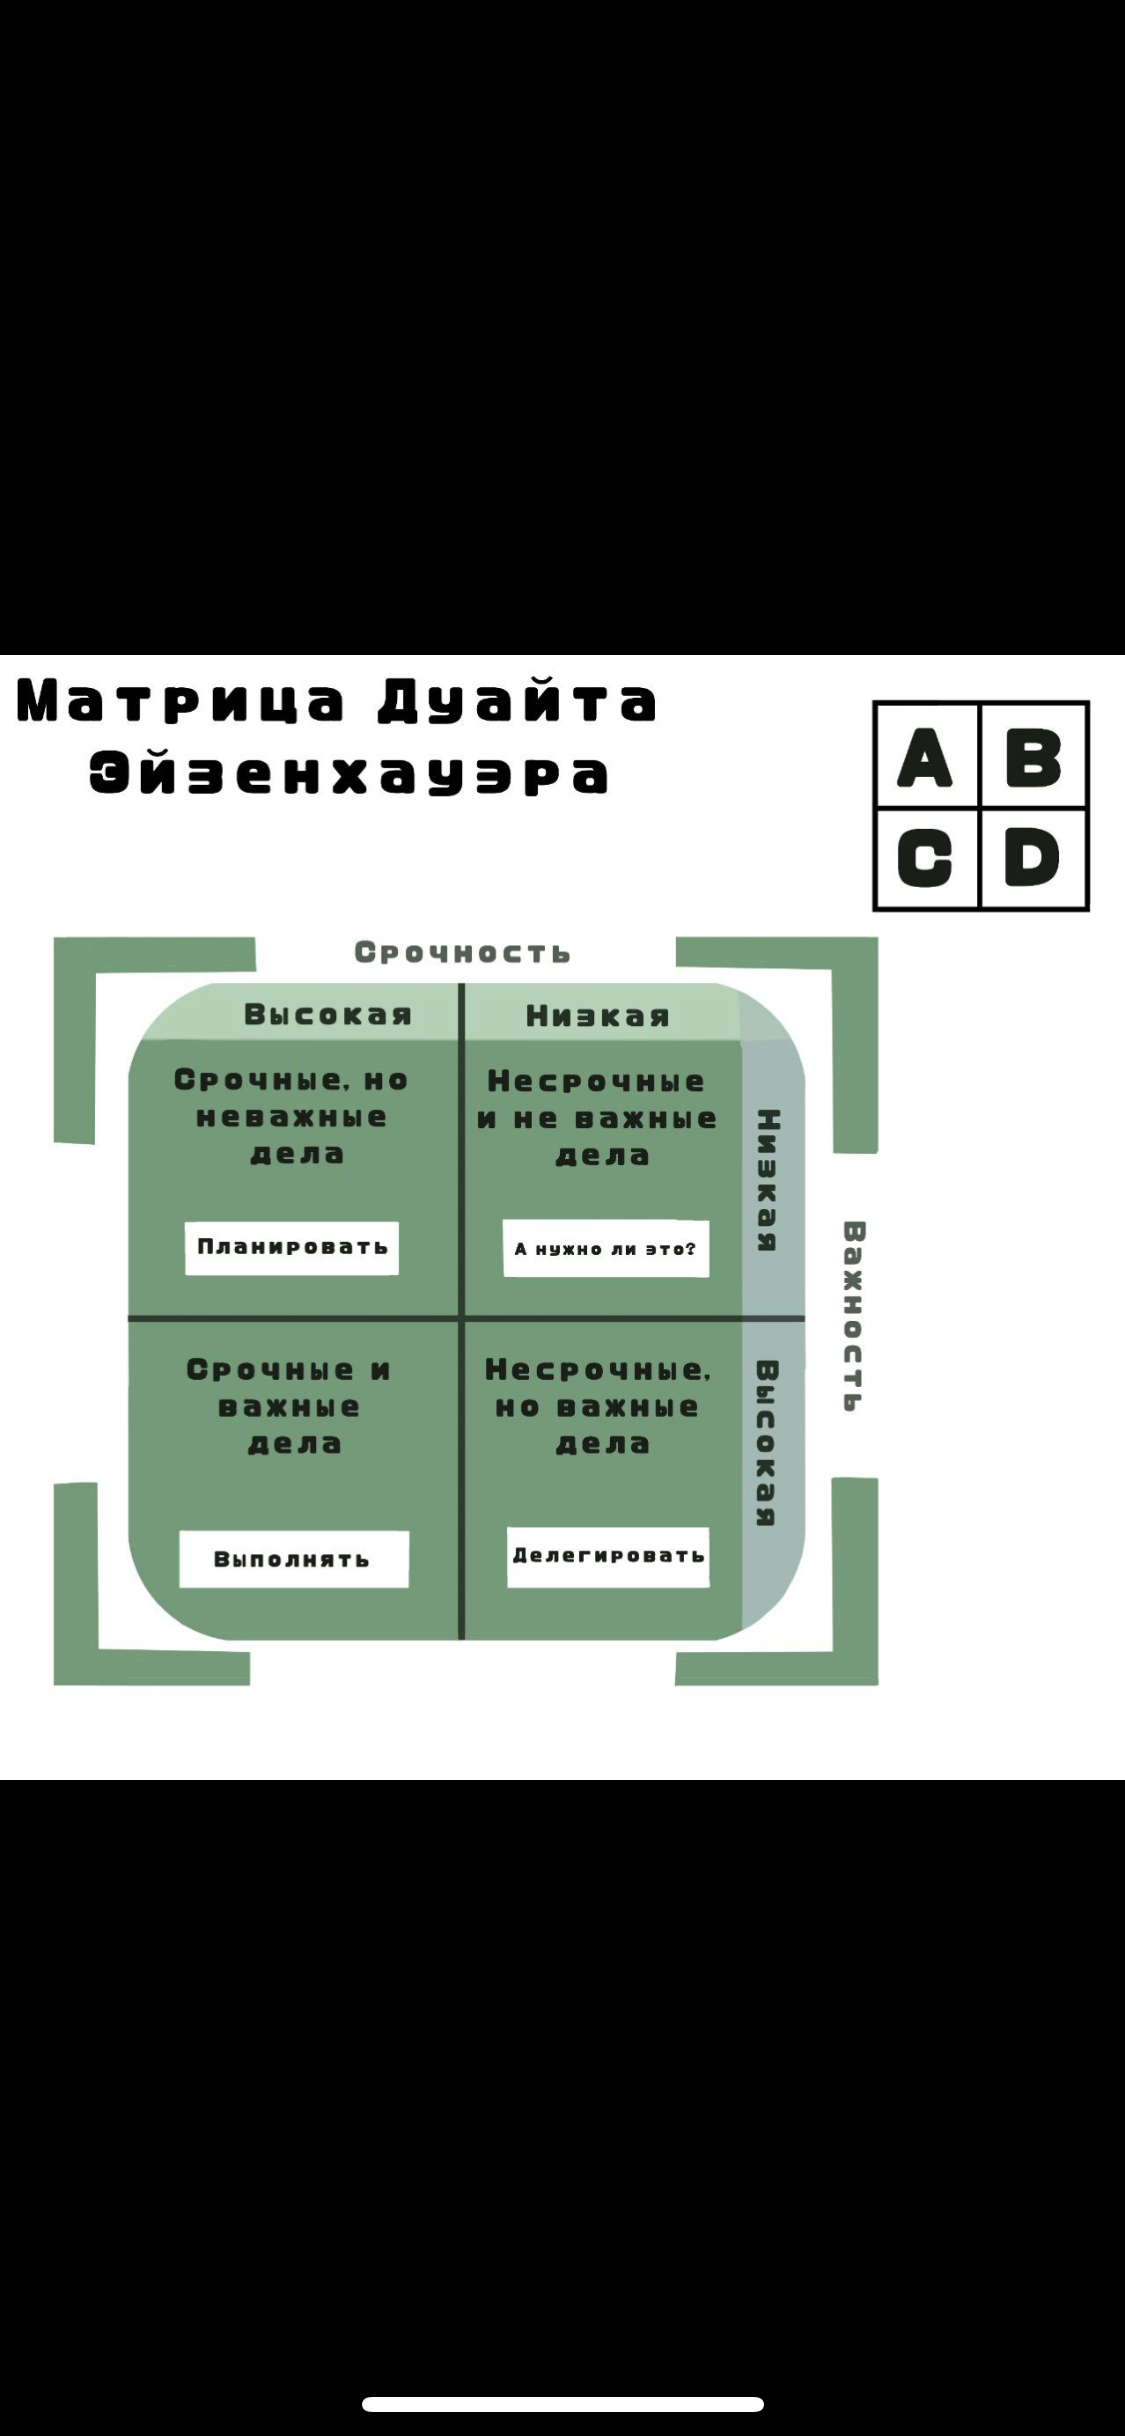 Матрица Дуайта
Эйзенхауэра
A B
C D
Срочность
Высокая
Низкая
Срочные, но
неважные
дела
Планировать
Несрочные
и не важные
дела
А нужно ли это?
Низкая
Важность
Срочные и
важные
дела
Выполнять
Несрочные,
но важные
дела
Делегировать
Высокая